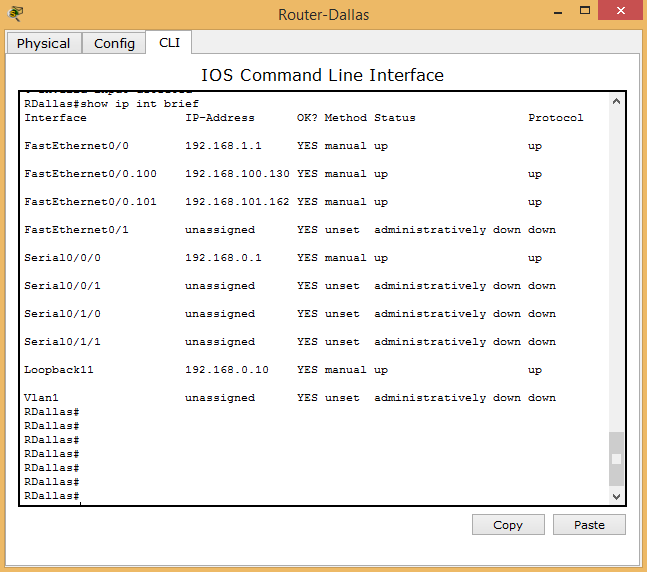 Router-Dallas
Physical Config CLI
IOS Command Line Interface
RDallas#show ip int brief
Interface IP-Address OK? Method Status Protocol
FastEthernet0/0 192.168.1.1 YES manual up up
FastEthernet0/0.100 192.168.100.130 YES manual up up
FastEthernet0/0.101 192.168.101.162 YES manual up up
FastEthernet0/1 unassigned YES unset administratively down down
Serial0/0/0 192.168.0.1 YES manual up up
Serial0/0/1 unassigned YES unset administratively down down
Serial0/1/0 unassigned YES unset administratively down down
Serial0/1/1 unassigned YES unset administratively down down
Loopback11 192.168.0.10 YES manual up up
Vlan1 unassigned YES unset administratively down down
RDallas#
RDallas#
RDallas#
RDallas#
RDallas#
RDallas#
RDallas#
Copy Paste